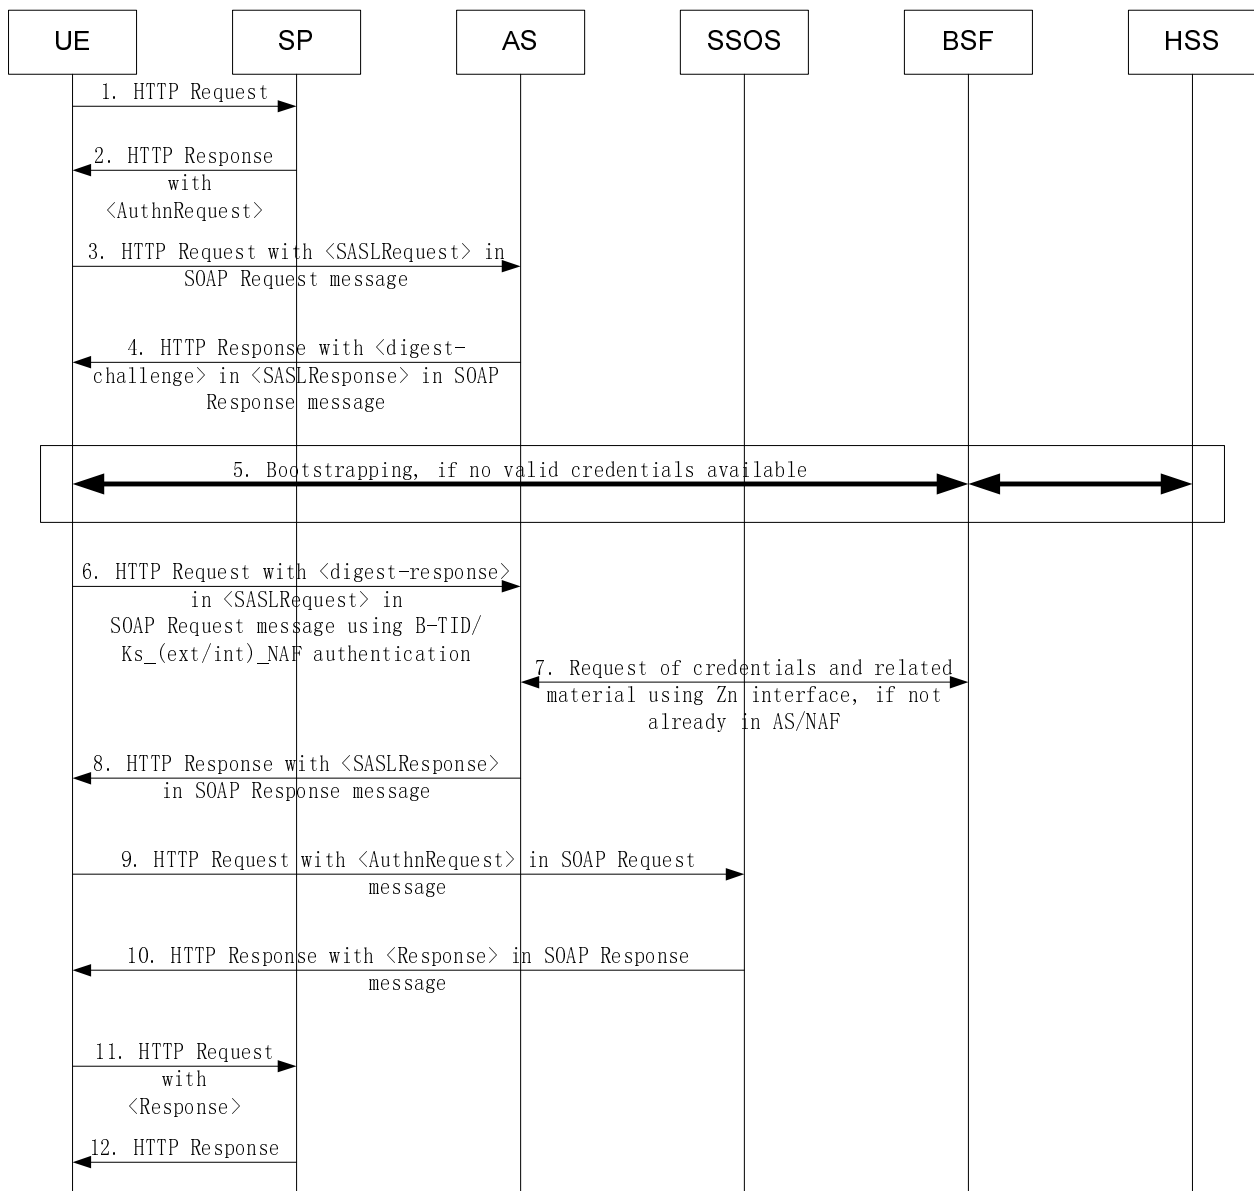 UE SP AS SSOS BSF HSS
1. HTTP Request
2. HTTP Response
with
<AuthnRequest>
3. HTTP Request with <SASLRequest> in
SOAP Request message
4. HTTP Response with <digest-
challenge> in <SASLResponse> in SOAP
Response message
5. Bootstrapping, if no valid credentials available
6. HTTP Request with <digest-response>
in <SASLRequest> in
SOAP Request message using B-TID/
Ks_(ext/int)_NAF authentication
7. Request of credentials and related
material using Zn interface, if not
already in AS/NAF
8. HTTP Response with <SASLResponse>
in SOAP Response message
9. HTTP Request with <AuthnRequest> in SOAP Request
message
10. HTTP Response with <Response> in SOAP Response
message
11. HTTP Request
with
<Response>
12. HTTP Response